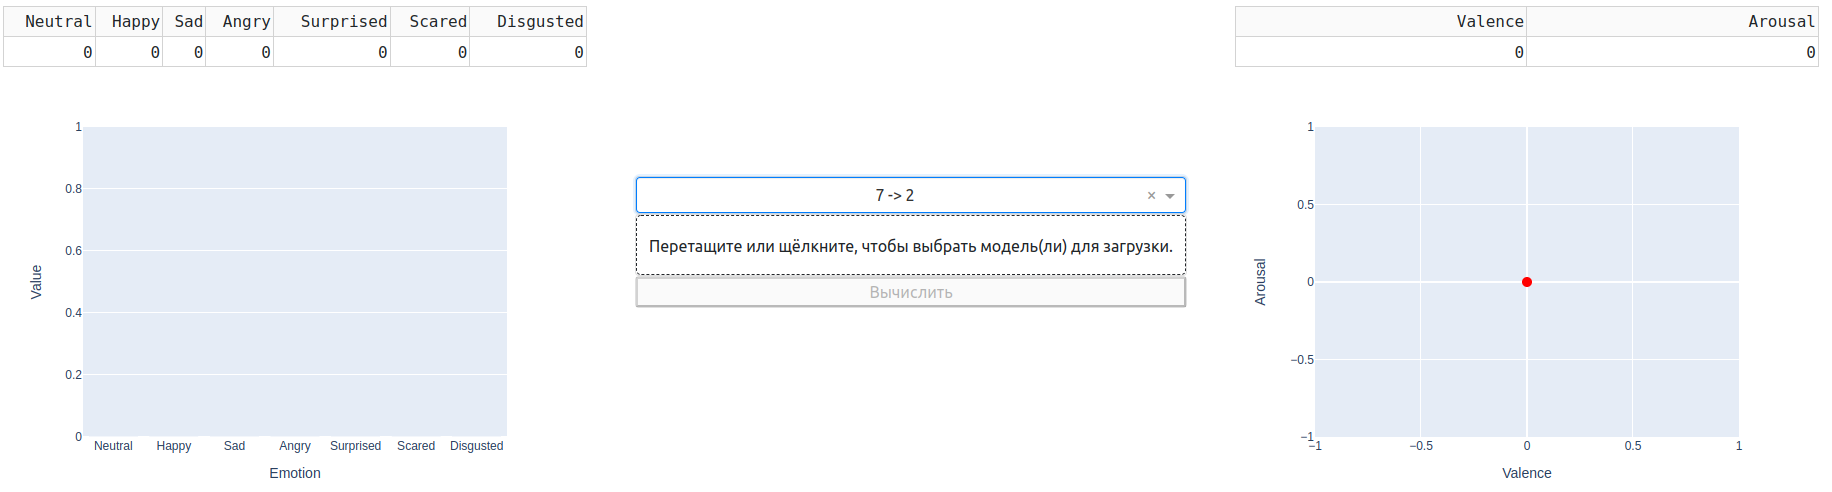 Neutral Happy Sad Angry Surprised Scared Disgusted
0 0 0 0 0 0 0
Valence Arousal
0 0
1
0.8
0.6
0.4
0.2
0
Value
Neutral Happy Sad Angry Surprised Scared Disgusted
Emotion
7 -> 2 ×
Перетащите или щёлкните, чтобы выбрать модель(ли) для загрузки.
Вычислить
1
0.5
0
−0.5
−1
Arousal
−1 −0.5 0 0.5 1
Valence